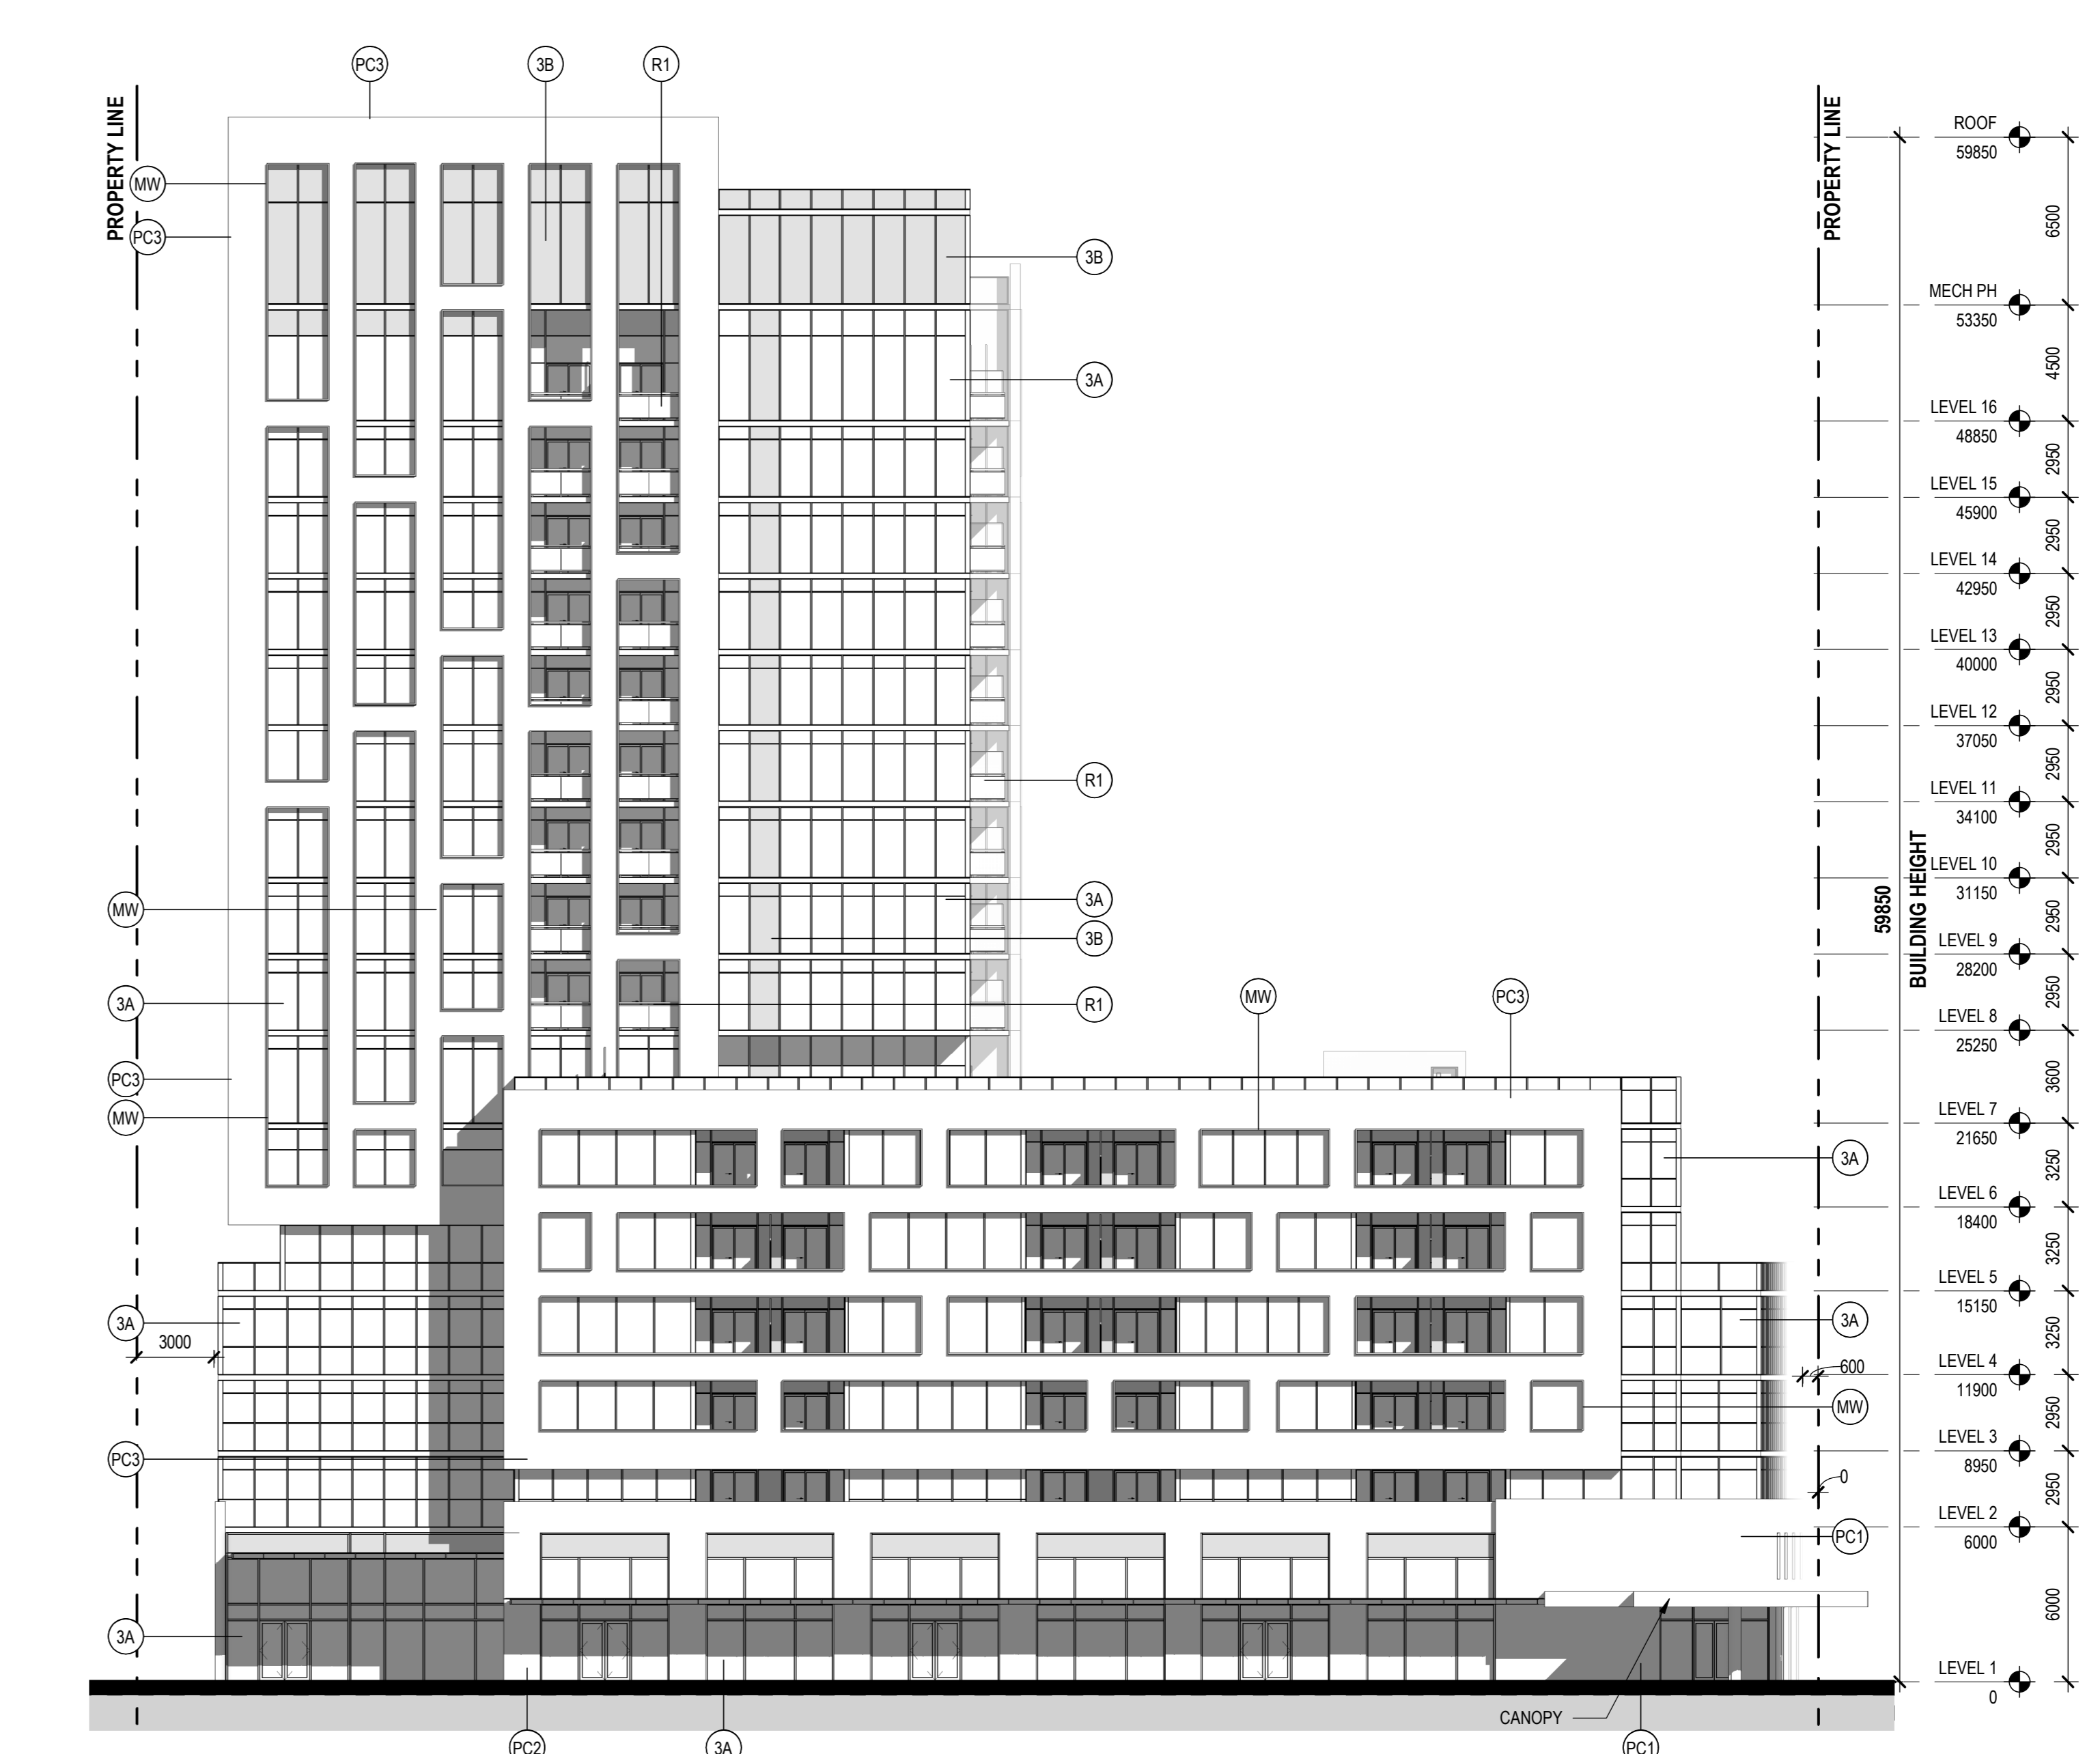 PC3
3B
R1
PROPERTY LINE
MW
PC3
3B
3A
R1
MW
3A
3B
3A
R1
MW
PC3
PC3
MW
3A
3A
3000
3A
600
MW
PC3
0
PC1
3A
CANOPY
PC2
3A
PC1
PROPERTY LINE
59850
BUILDING HEIGHT
ROOF
59850
6500
MECH PH
53350
4500
LEVEL 16
48850
2950
LEVEL 15
45900
2950
LEVEL 14
42950
2950
LEVEL 13
40000
2950
LEVEL 12
37050
2950
LEVEL 11
34100
2950
LEVEL 10
31150
2950
LEVEL 9
28200
2950
LEVEL 8
25250
3600
LEVEL 7
21650
3250
LEVEL 6
18400
3250
LEVEL 5
15150
3250
LEVEL 4
11900
2950
LEVEL 3
8950
2950
LEVEL 2
6000
6000
LEVEL 1
0